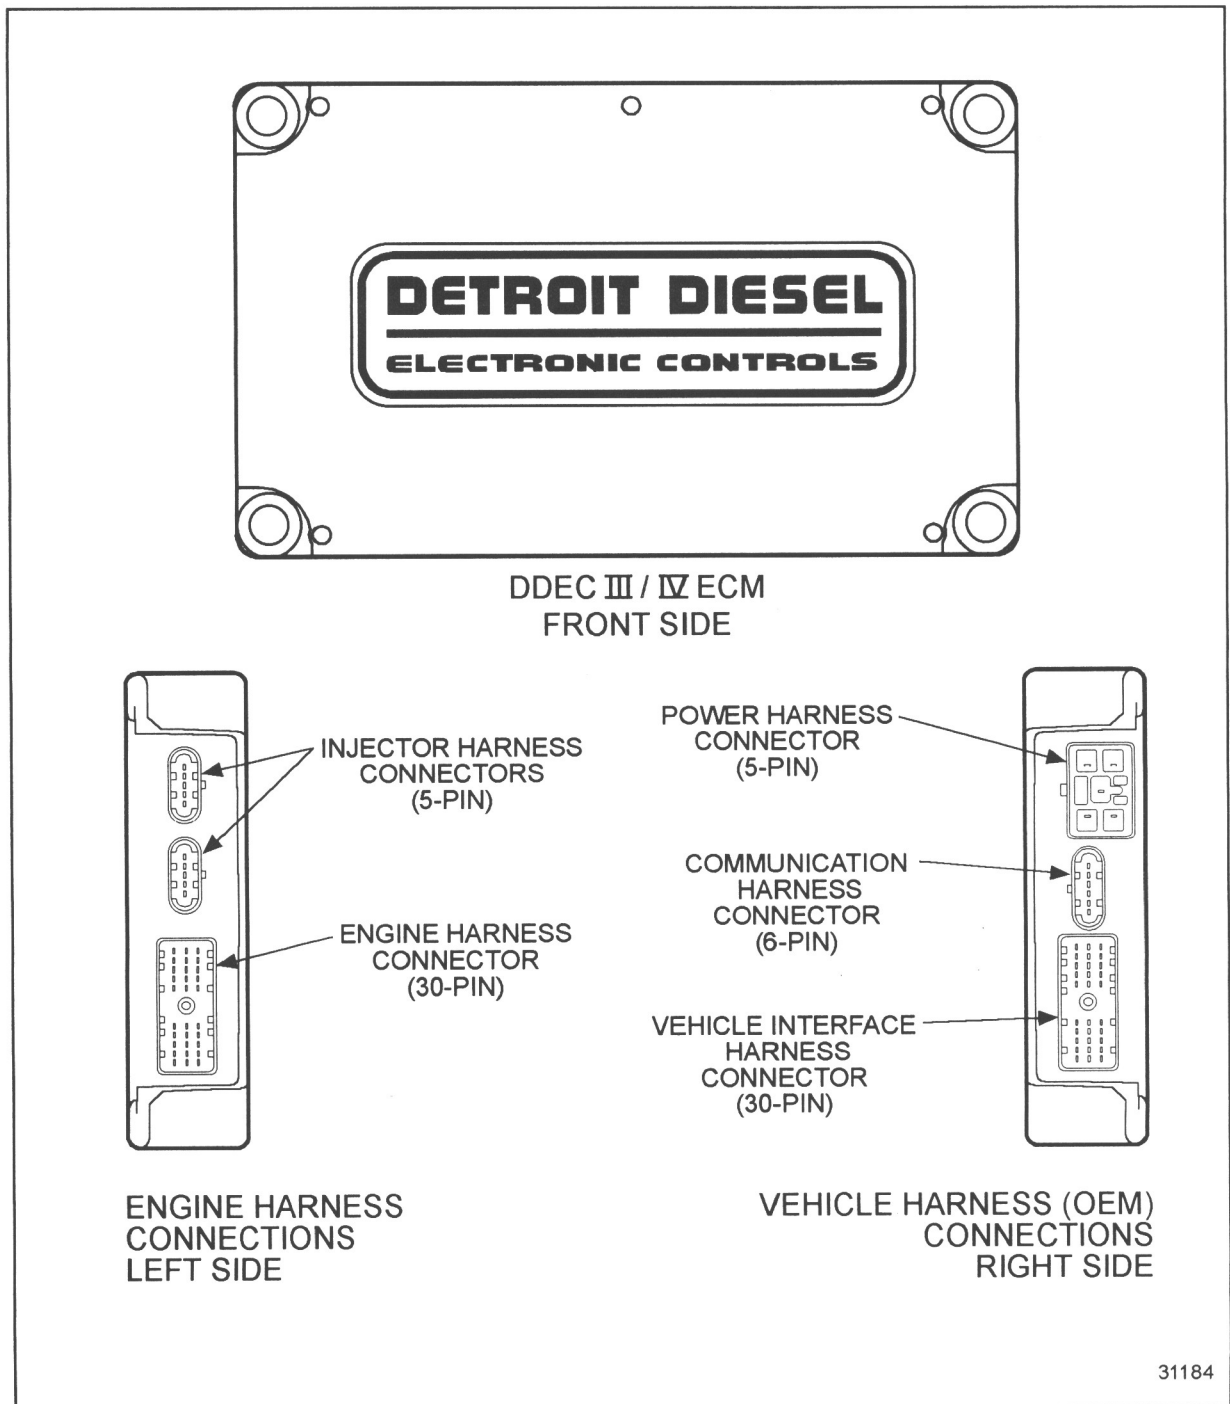 DETROIT DIESEL
ELECTRONIC CONTROLS
DDEC III / IV ECM
FRONT SIDE
INJECTOR HARNESS
CONNECTORS
(5-PIN)
ENGINE HARNESS
CONNECTOR
(30-PIN)
POWER HARNESS
CONNECTOR
(5-PIN)
COMMUNICATION
HARNESS
CONNECTOR
(6-PIN)
VEHICLE INTERFACE
HARNESS
CONNECTOR
(30-PIN)
ENGINE HARNESS
CONNECTIONS
LEFT SIDE
VEHICLE HARNESS (OEM)
CONNECTIONS
RIGHT SIDE
31184